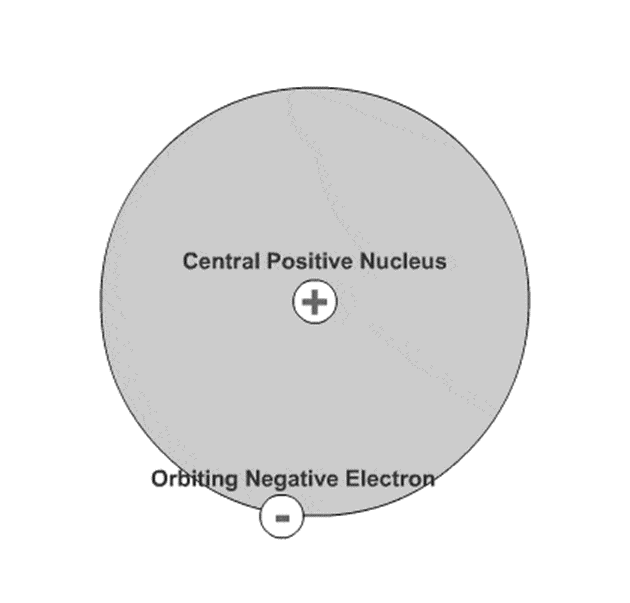 Central Positive Nucleus
+
Orbiting Negative Electron
-